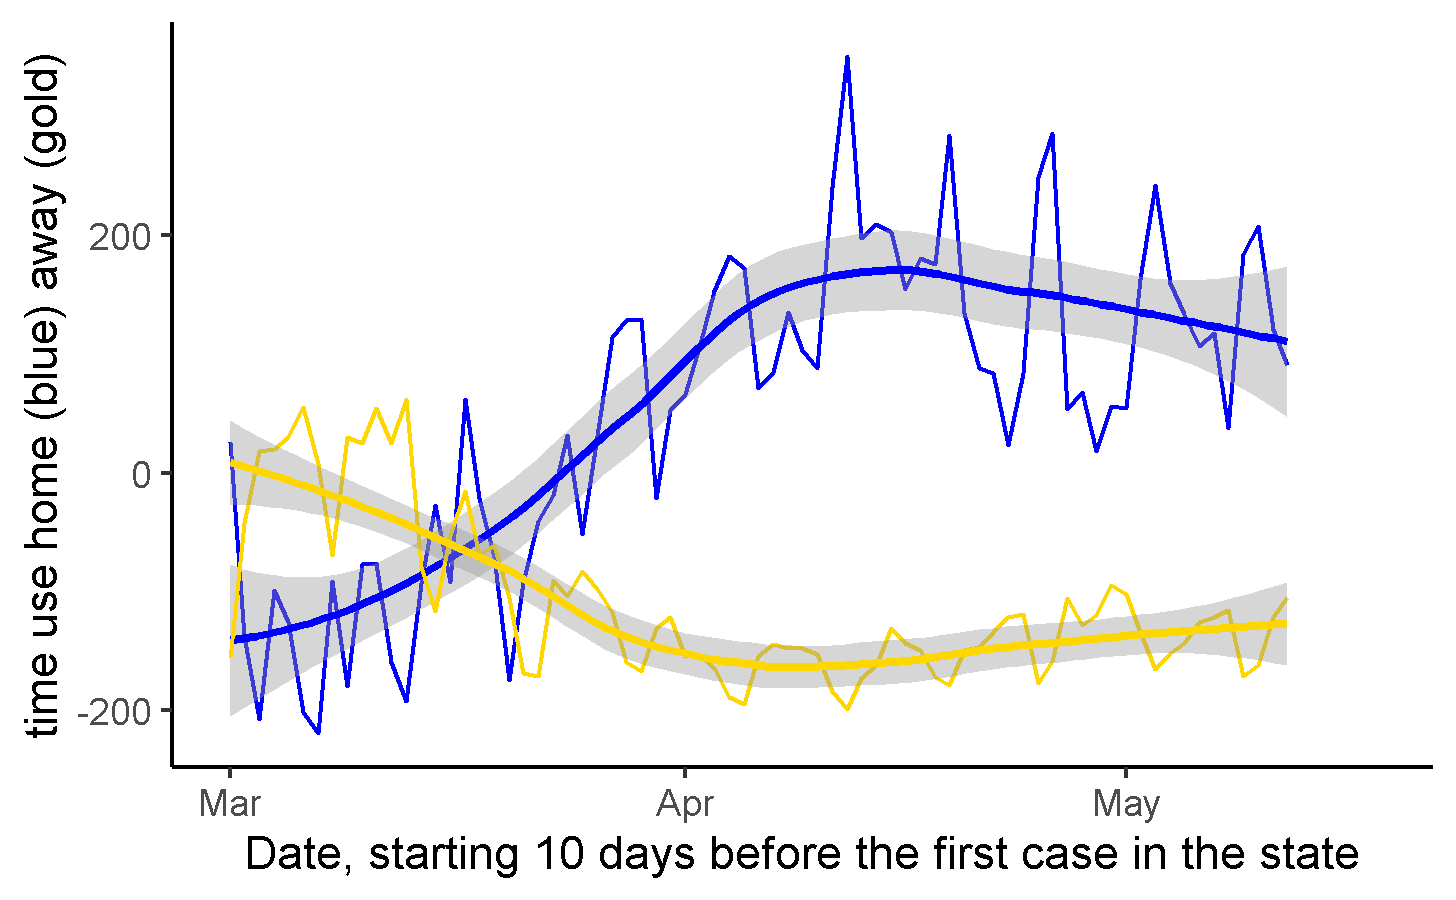 time use home (blue) away (gold)
200
0
-200
Mar
Apr
May
Date, starting 10 days before the first case in the state